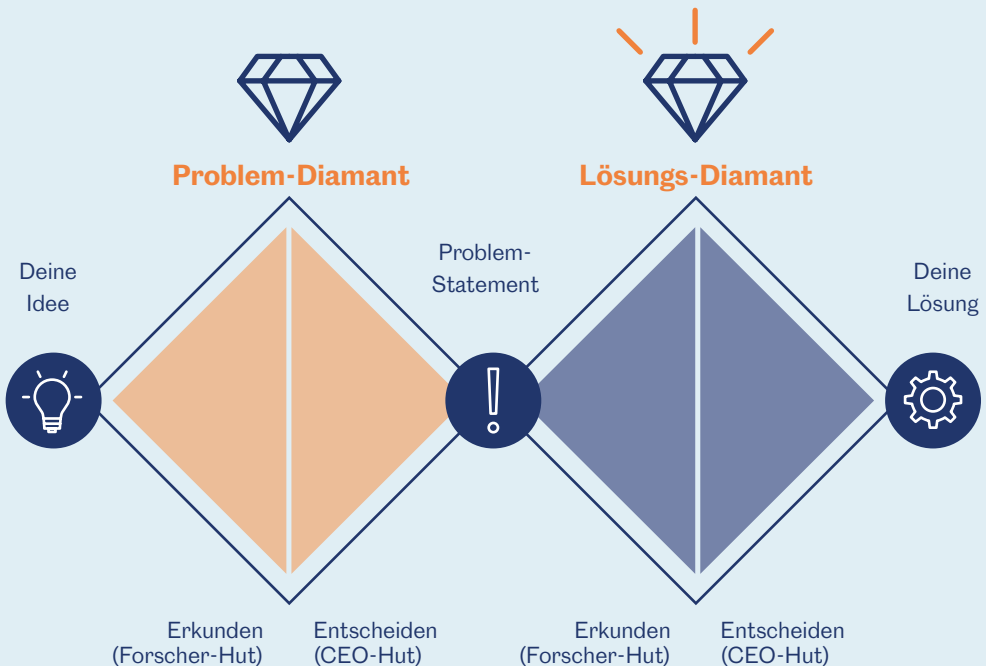 Problem-Diamant
Lösungs-Diamant
Deine
Idee
Problem-
Statement
Deine
Lösung
Erkunden
(Forscher-Hut)
Entscheiden
(CEO-Hut)
Erkunden
(Forscher-Hut)
Entscheiden
(CEO-Hut)